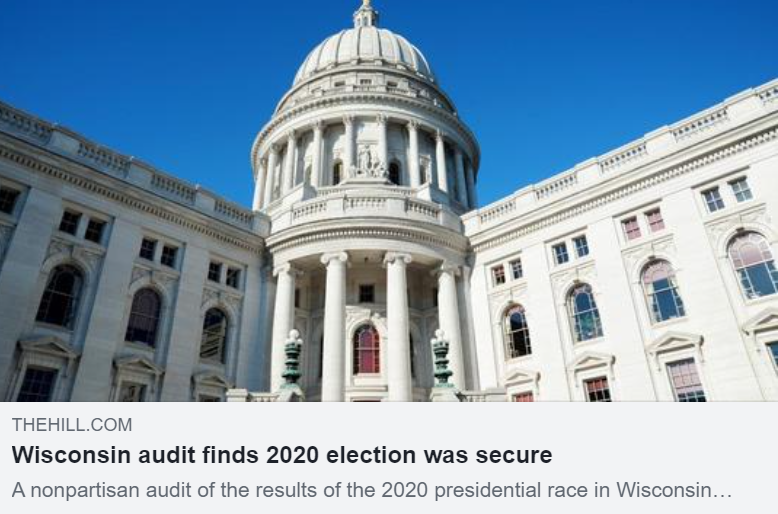 THEHILL.COM
Wisconsin audit finds 2020 election was secure
A nonpartisan audit of the results of the 2020 presidential race in Wisconsin…